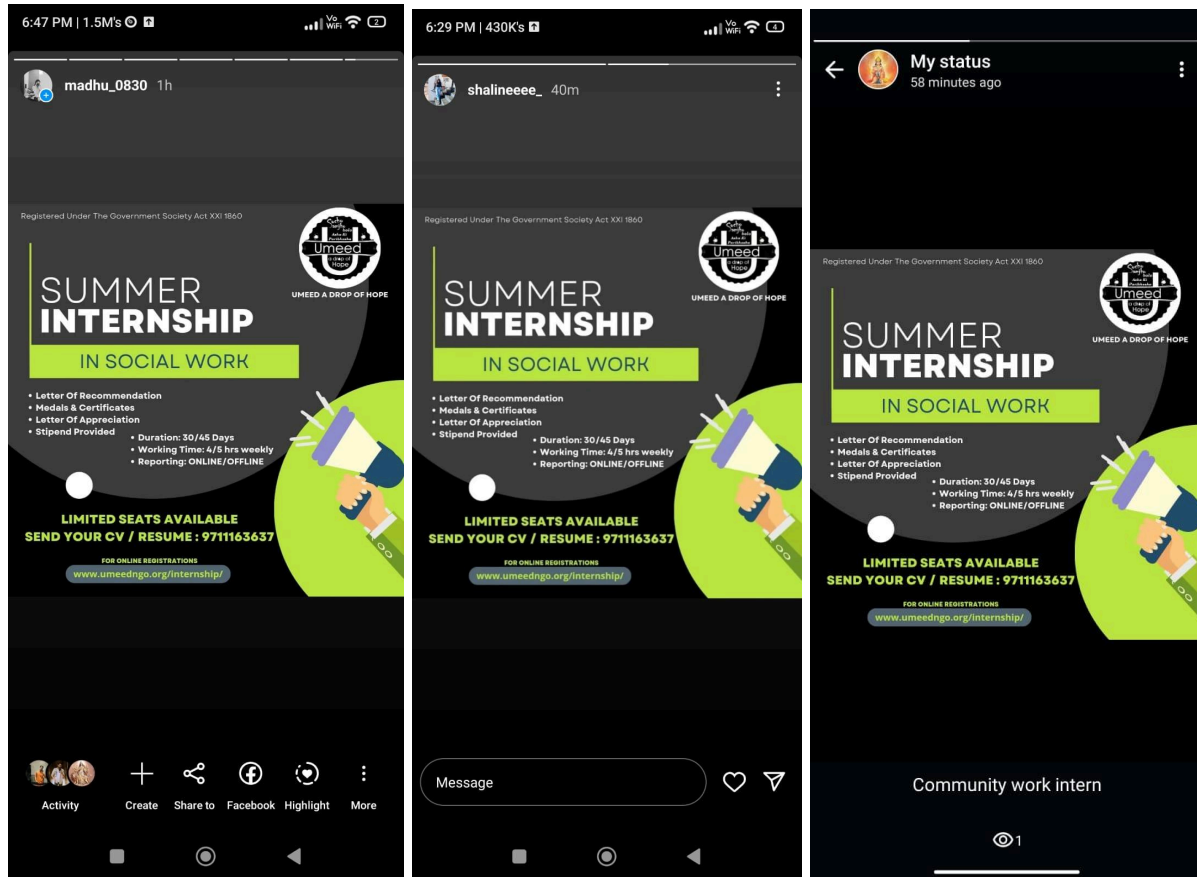 6:47 PM | 1.5M's
Vo
WiFi
2
madhu_0830 1h
Registered Under The Government Society Act XXI 1860
Umeed
a drop of
Hope
UMEED A DROP OF HOPE
SUMMER
INTERNSHIP
IN SOCIAL WORK
• Letter Of Recommendation
• Medals & Certificates
• Letter Of Appreciation
• Stipend Provided
• Duration: 30/45 Days
• Working Time: 4/5 hrs weekly
• Reporting: ONLINE/OFFLINE
LIMITED SEATS AVAILABLE
SEND YOUR CV / RESUME : 9711163637
FOR ONLINE REGISTRATIONS
www.umeedngo.org/internship/
Activity Create Share to Facebook Highlight More
6:29 PM | 430K's
Vo
WiFi
4
shalineeee_ 40m
Registered Under The Government Society Act XXI 1860
Umeed
a drop of
Hope
UMEED A DROP OF HOPE
SUMMER
INTERNSHIP
IN SOCIAL WORK
• Letter Of Recommendation
• Medals & Certificates
• Letter Of Appreciation
• Stipend Provided
• Duration: 30/45 Days
• Working Time: 4/5 hrs weekly
• Reporting: ONLINE/OFFLINE
LIMITED SEATS AVAILABLE
SEND YOUR CV / RESUME : 9711163637
FOR ONLINE REGISTRATIONS
www.umeedngo.org/internship/
Message
My status
58 minutes ago
Registered Under The Government Society Act XXI 1860
Umeed
a drop of
Hope
UMEED A DROP OF HOPE
SUMMER
INTERNSHIP
IN SOCIAL WORK
• Letter Of Recommendation
• Medals & Certificates
• Letter Of Appreciation
• Stipend Provided
• Duration: 30/45 Days
• Working Time: 4/5 hrs weekly
• Reporting: ONLINE/OFFLINE
LIMITED SEATS AVAILABLE
SEND YOUR CV / RESUME : 9711163637
FOR ONLINE REGISTRATIONS
www.umeedngo.org/internship/
Community work intern
1